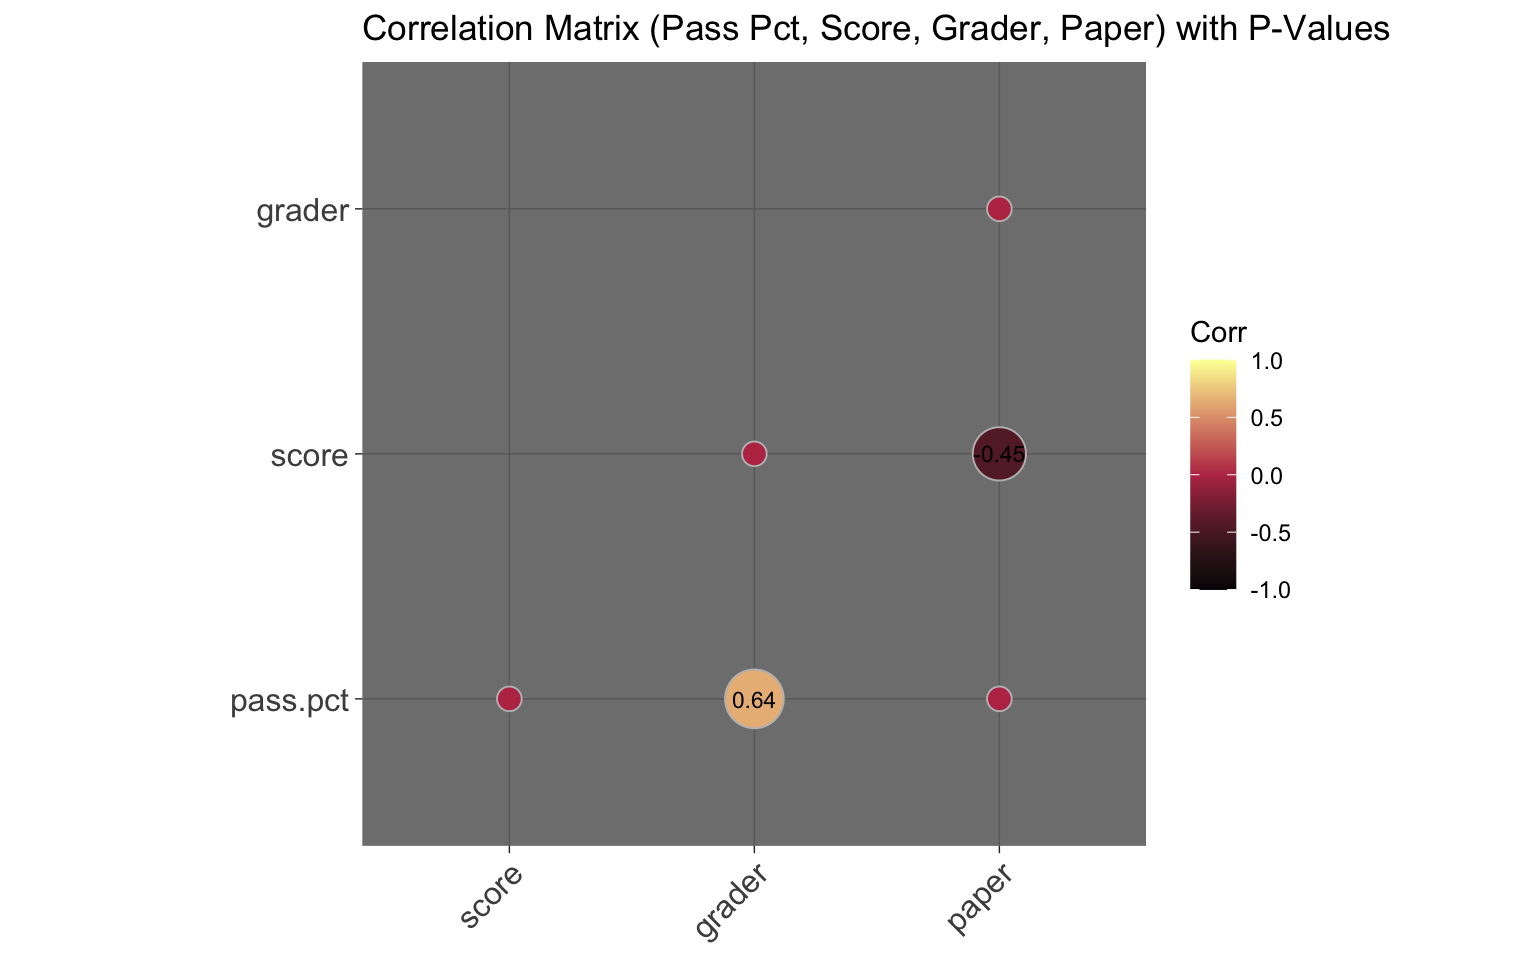 Correlation Matrix (Pass Pct, Score, Grader, Paper) with P-Values
grader
score
-0.45
pass.pct
0.64
score
grader
paper
Corr
1.0
0.5
0.0
-0.5
-1.0